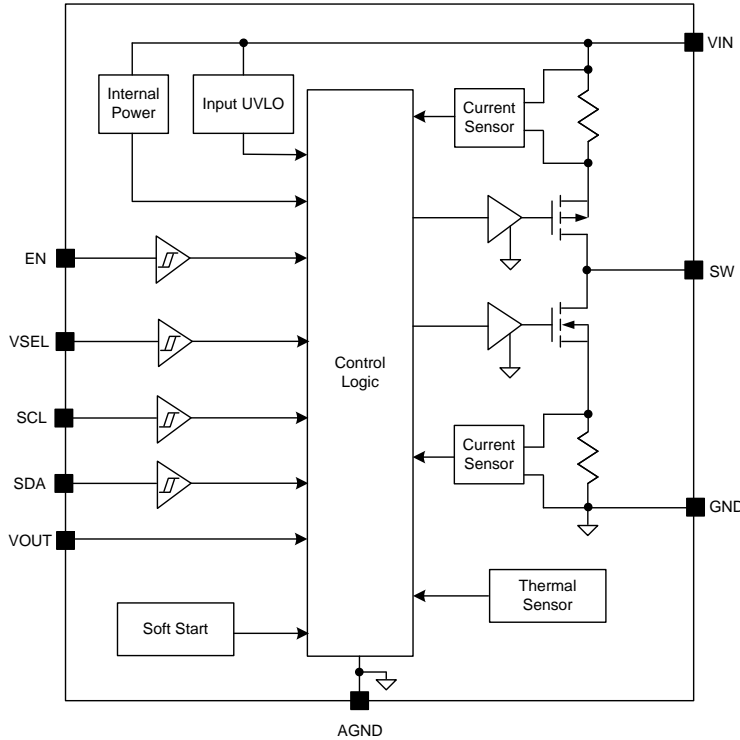 VIN
Internal
Power
Input UVLO
Current
Sensor
EN
SW
VSEL
Control
Logic
SCL
Current
Sensor
SDA
GND
VOUT
Thermal
Sensor
Soft Start
AGND